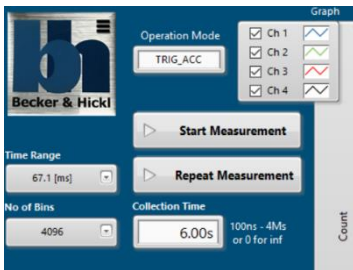 Graph
Operation Mode
TRIG_ACC
Ch 1
Ch 2
Ch 3
Ch 4
bh
Becker & Hickl
Start Measurement
Time Range
67.1 [ms]
Repeat Measurement
No of Bins
4096
Collection Time
6.00s
100ns - 4Ms
or 0 for inf
Count